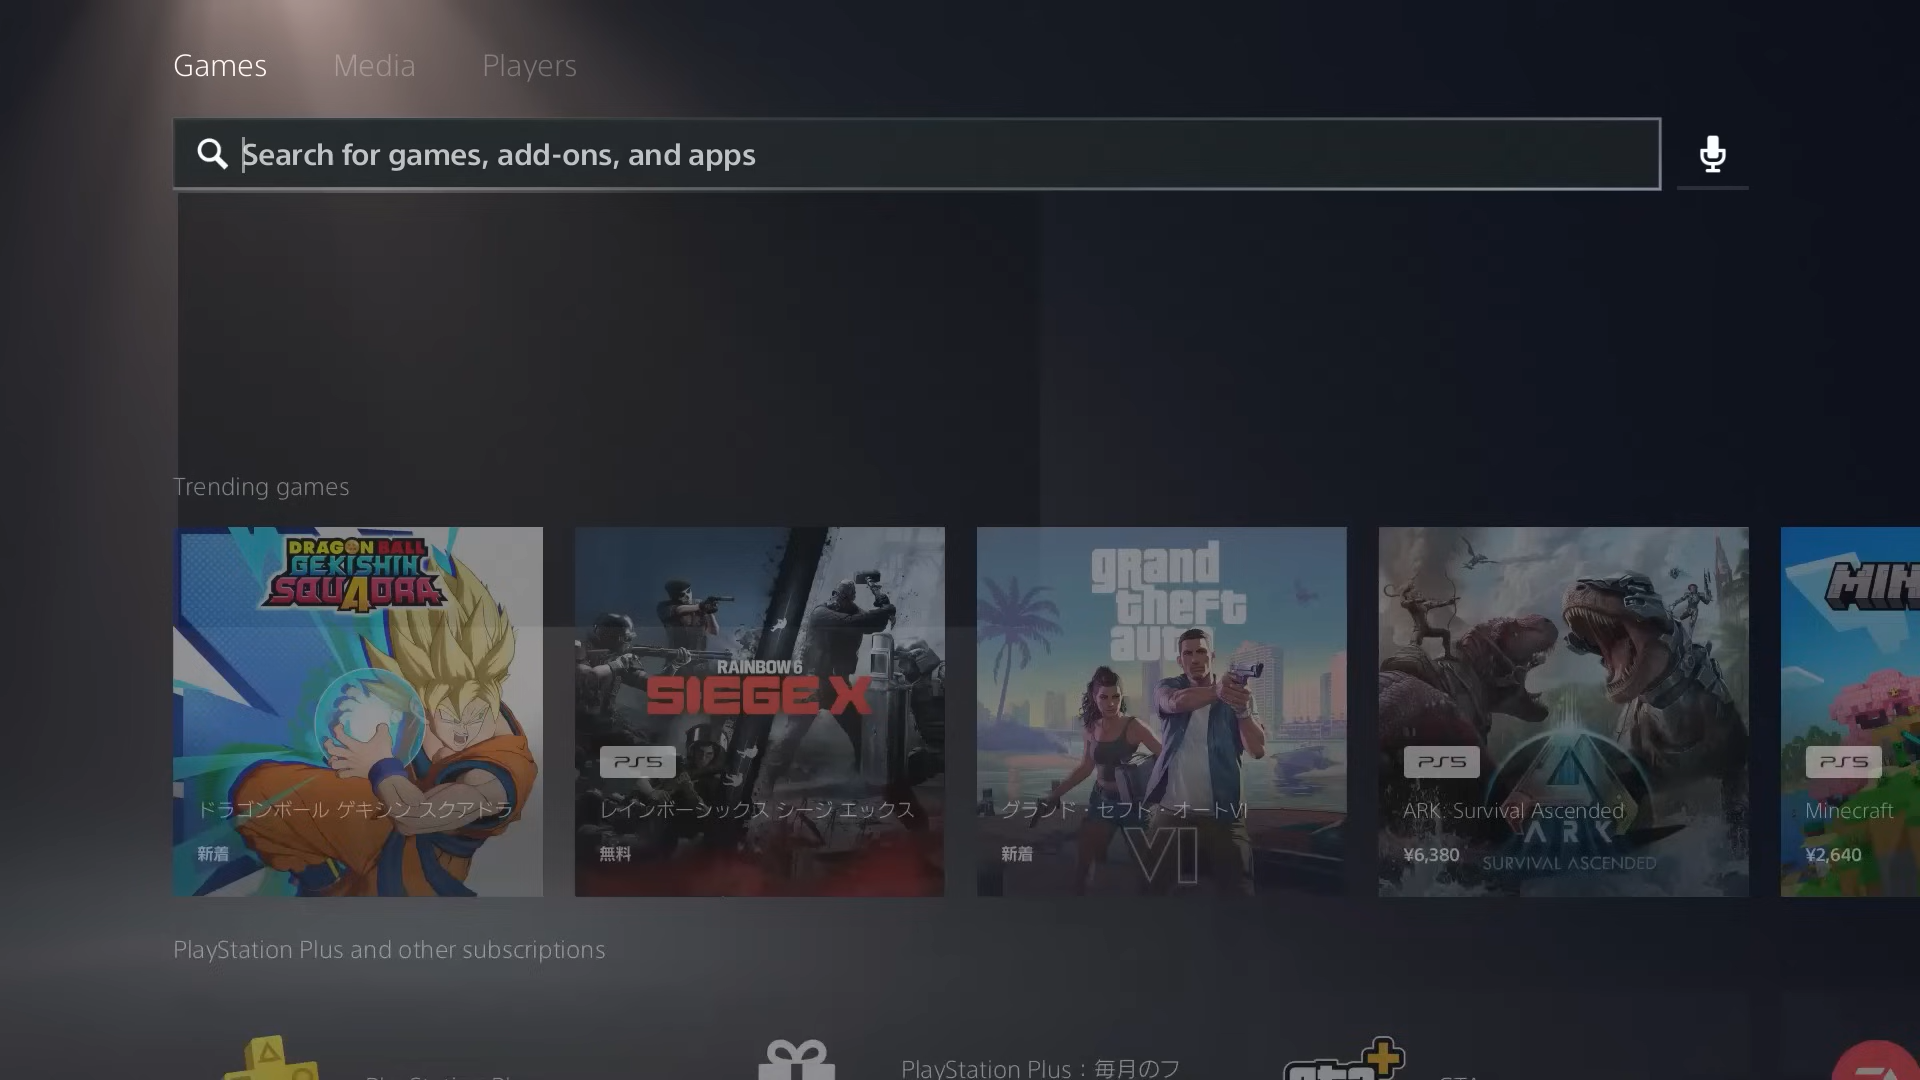 Games Media Players
Search for games, add-ons, and apps
Trending games
DRAGON BALL
GEKISHIN
SQUADRA
ドラゴンボール ゲキシン スクアドラ
新着
RAINBOW6
SIEGE X
PS5
レインボーシックス シージ エックス
無料
grand
theft
auto
VI
グランド・セフト・オートVI
新着
PS5
ARK: Survival Ascended
ARK
SURVIVAL ASCENDED
¥6,380
MIN
PS5
Minecraft
¥2,640
PlayStation Plus and other subscriptions
PlayStation Plus：毎月のフ